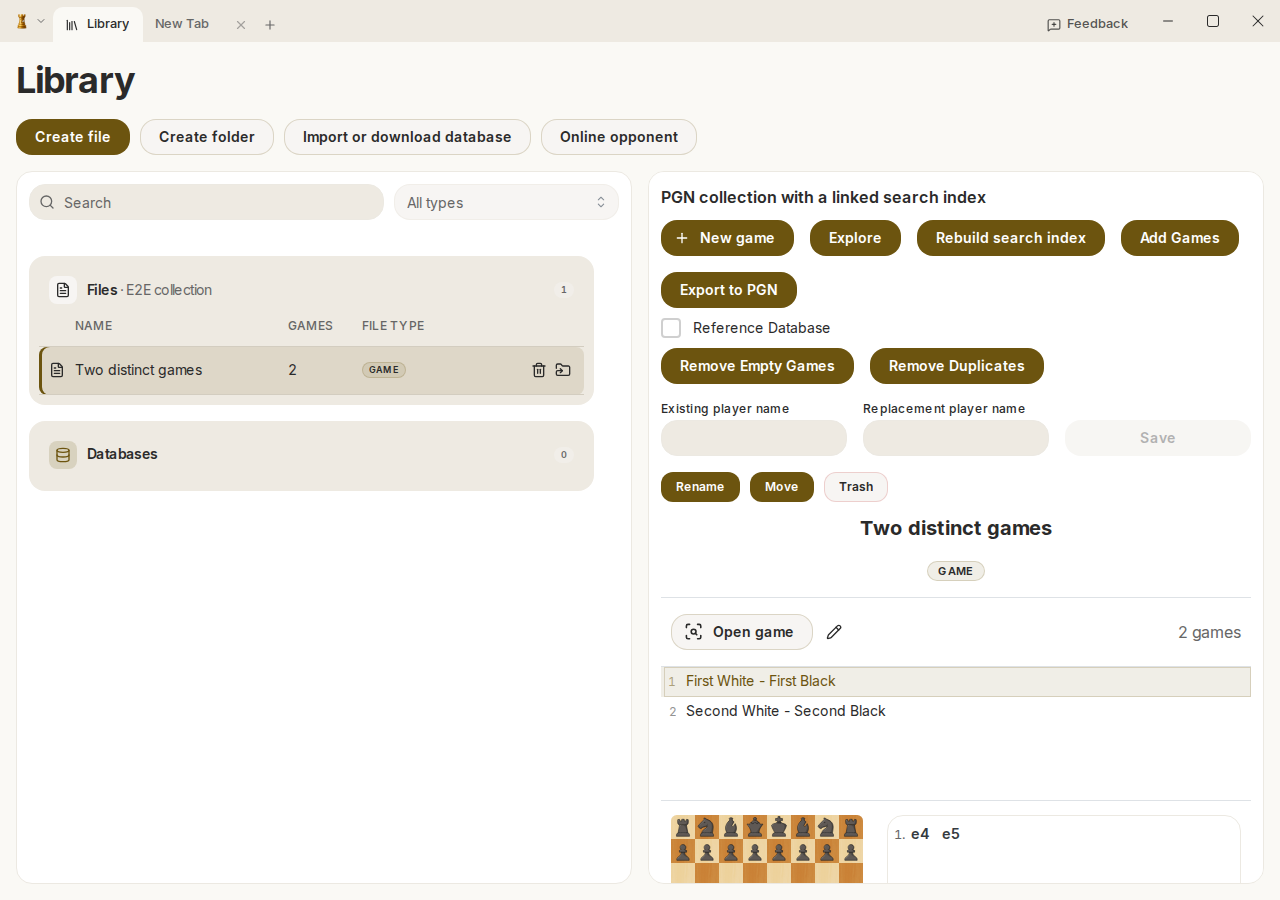 Library
New Tab
Feedback
Library
Create file
Create folder
Import or download database
Online opponent
Search
All types
Files · E2E collection
1
NAME
GAMES
FILE TYPE
Two distinct games
2
GAME
Databases
0
PGN collection with a linked search index
New game
Explore
Rebuild search index
Add Games
Export to PGN
Reference Database
Remove Empty Games
Remove Duplicates
Existing player name
Replacement player name
Save
Rename
Move
Trash
Two distinct games
GAME
Open game
2 games
1 First White - First Black
2 Second White - Second Black
1. e4 e5